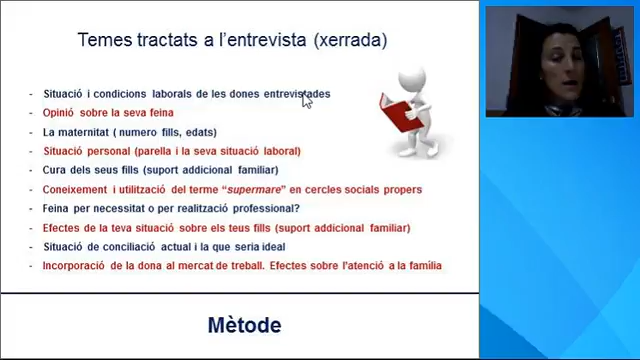 Temes tractats a l'entrevista (xerrada)
- Situació i condicions laborals de les dones entrevistades
- Opinió sobre la seva feina
- La maternitat ( numero fills, edats)
- Situació personal (parella i la seva situació laboral)
- Cura dels seus fills (suport addicional familiar)
- Coneixement i utilització del terme "supermare" en cercles socials propers
- Feina per necessitat o per realització professional?
- Efectes de la teva situació sobre els teus fills (suport addicional familiar)
- Situació de conciliació actual i la que seria ideal
- Incorporació de la dona al mercat de treball. Efectes sobre l'atenció a la família
Mètode